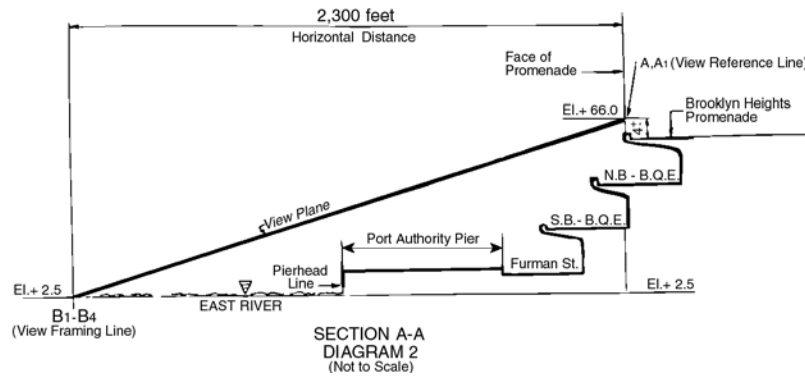 2,300 feet
Horizontal Distance
Face of
Promenade
A,A1 (View Reference Line)
Brooklyn Heights
Promenade
El.+ 66.0
4±
N.B - B.Q.E.
View Plane
S.B.- B.Q.E.
Port Authority Pier
Pierhead
Line
Furman St.
El.+ 2.5
El.+ 2.5
EAST RIVER
B1-B4
(View Framing Line)
SECTION A-A
DIAGRAM 2
(Not to Scale)